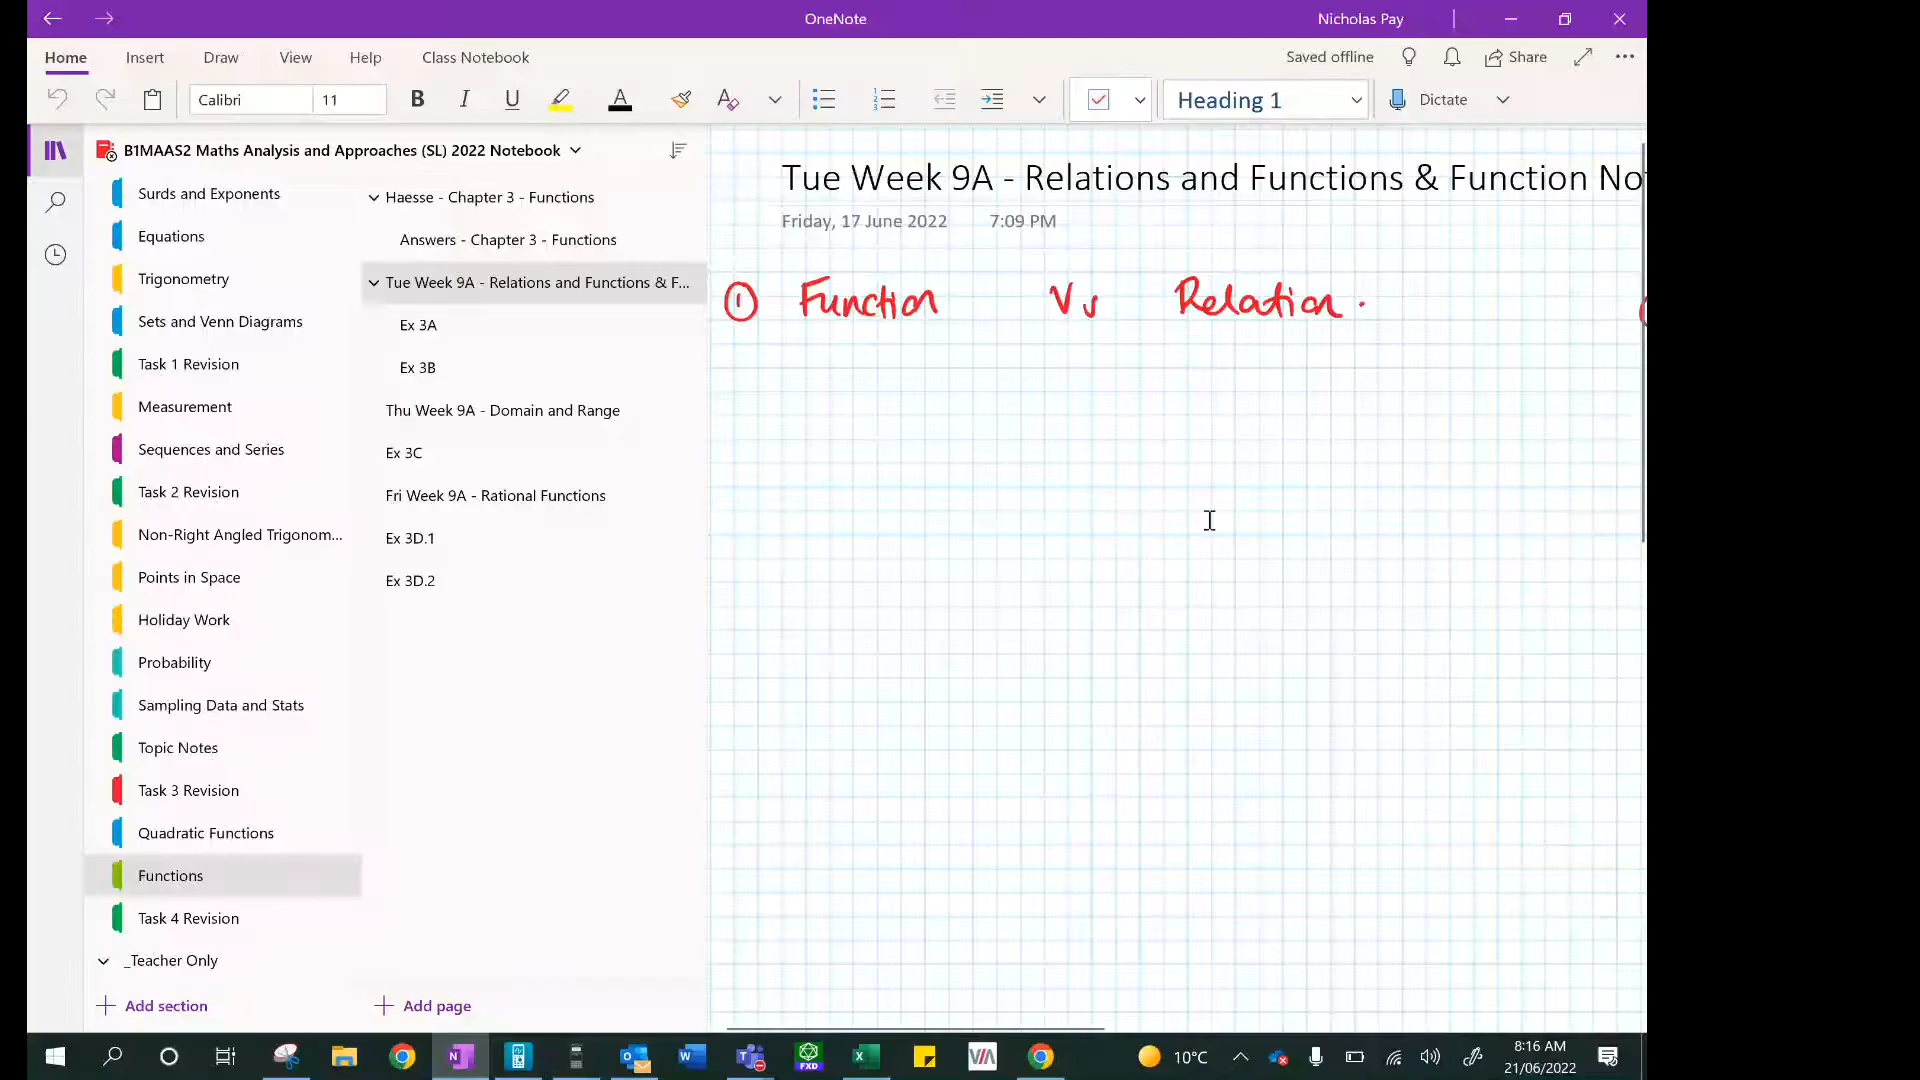 OneNote
Nicholas Pay
Home Insert Draw View Help Class Notebook
Saved offline
Share
Calibri 11 B I U A
Heading 1
Dictate
B1MAAS2 Maths Analysis and Approaches (SL) 2022 Notebook
Surds and Exponents
Equations
Trigonometry
Sets and Venn Diagrams
Task 1 Revision
Measurement
Sequences and Series
Task 2 Revision
Non-Right Angled Trigonom...
Points in Space
Holiday Work
Probability
Sampling Data and Stats
Topic Notes
Task 3 Revision
Quadratic Functions
Functions
Task 4 Revision
_Teacher Only
Add section
Haesse - Chapter 3 - Functions
Answers - Chapter 3 - Functions
Tue Week 9A - Relations and Functions & F...
Ex 3A
Ex 3B
Thu Week 9A - Domain and Range
Ex 3C
Fri Week 9A - Rational Functions
Ex 3D.1
Ex 3D.2
Add page
Tue Week 9A - Relations and Functions & Function No
Friday, 17 June 2022 7:09 PM
① Function Vs Relation.
FXD
VIA
10°C
8:16 AM
21/06/2022